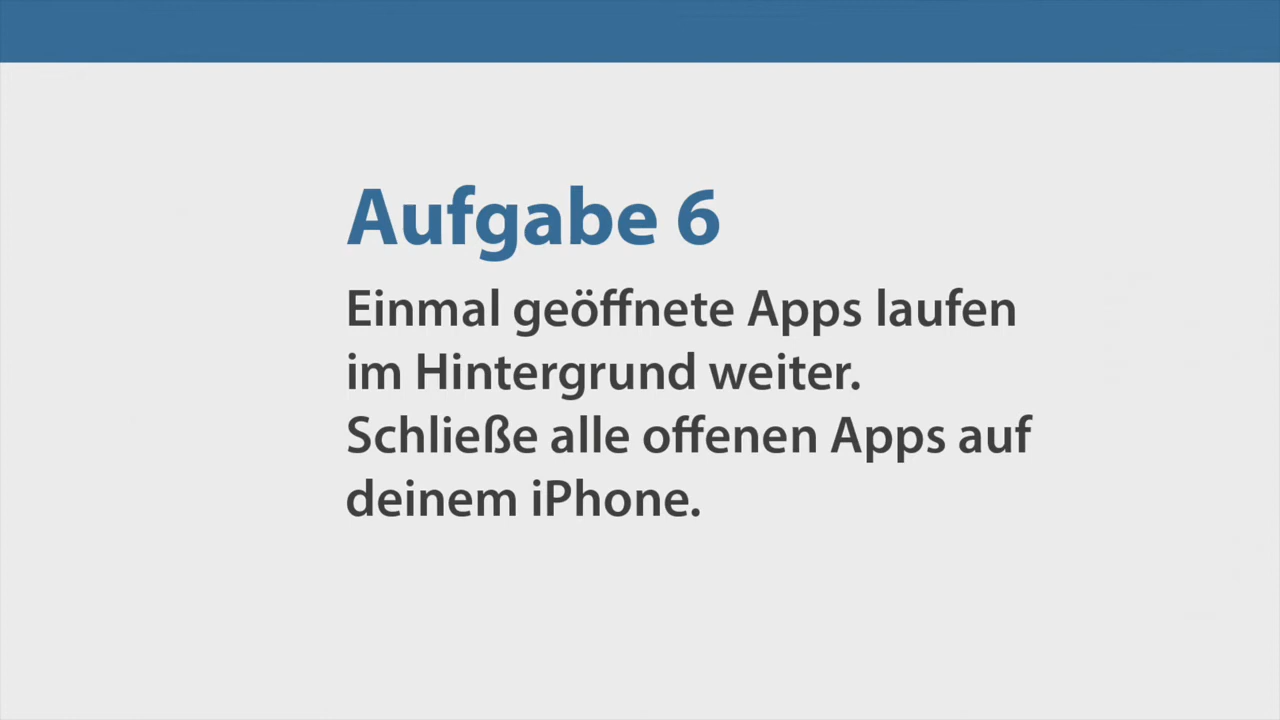 Aufgabe 6
Einmal geöffnete Apps laufen
im Hintergrund weiter.
Schließe alle offenen Apps auf
deinem iPhone.